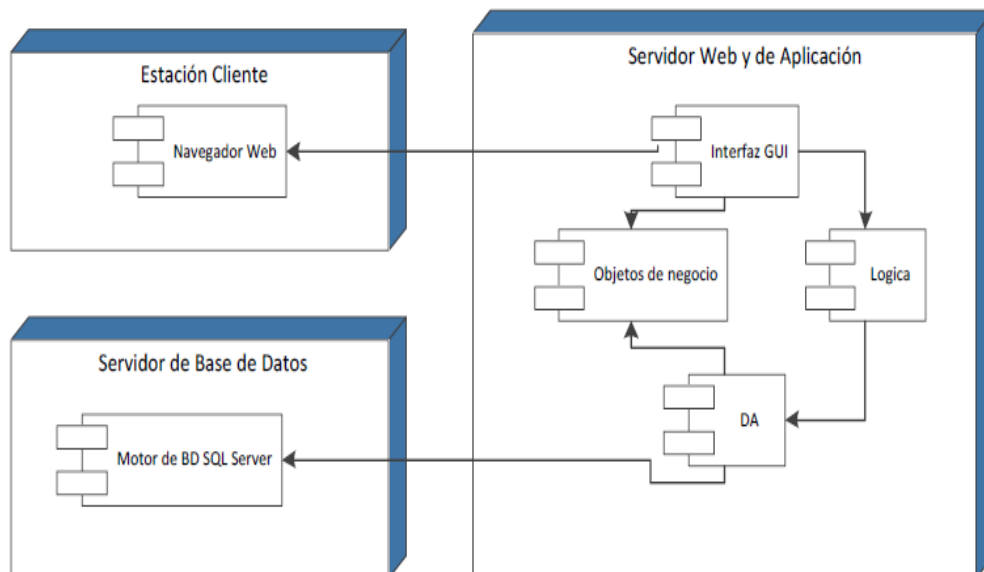 Estación Cliente
Navegador Web
Servidor Web y de Aplicación
Interfaz GUI
Objetos de negocio
Logica
DA
Servidor de Base de Datos
Motor de BD SQL Server